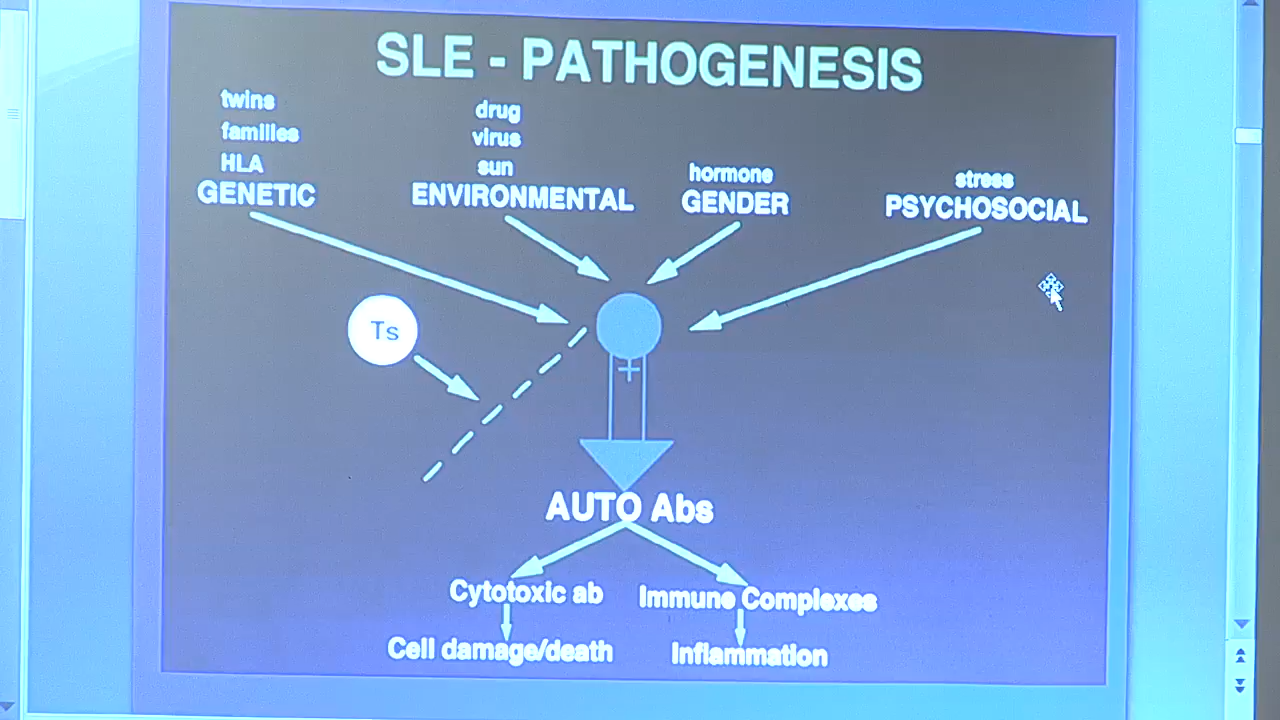 SLE - PATHOGENESIS
twins
families
HLA
GENETIC
drug
virus
sun
ENVIRONMENTAL
hormone
GENDER
stress
PSYCHOSOCIAL
Ts
+
AUTO Abs
Cytotoxic ab
Immune Complexes
Cell damage/death
Inflammation